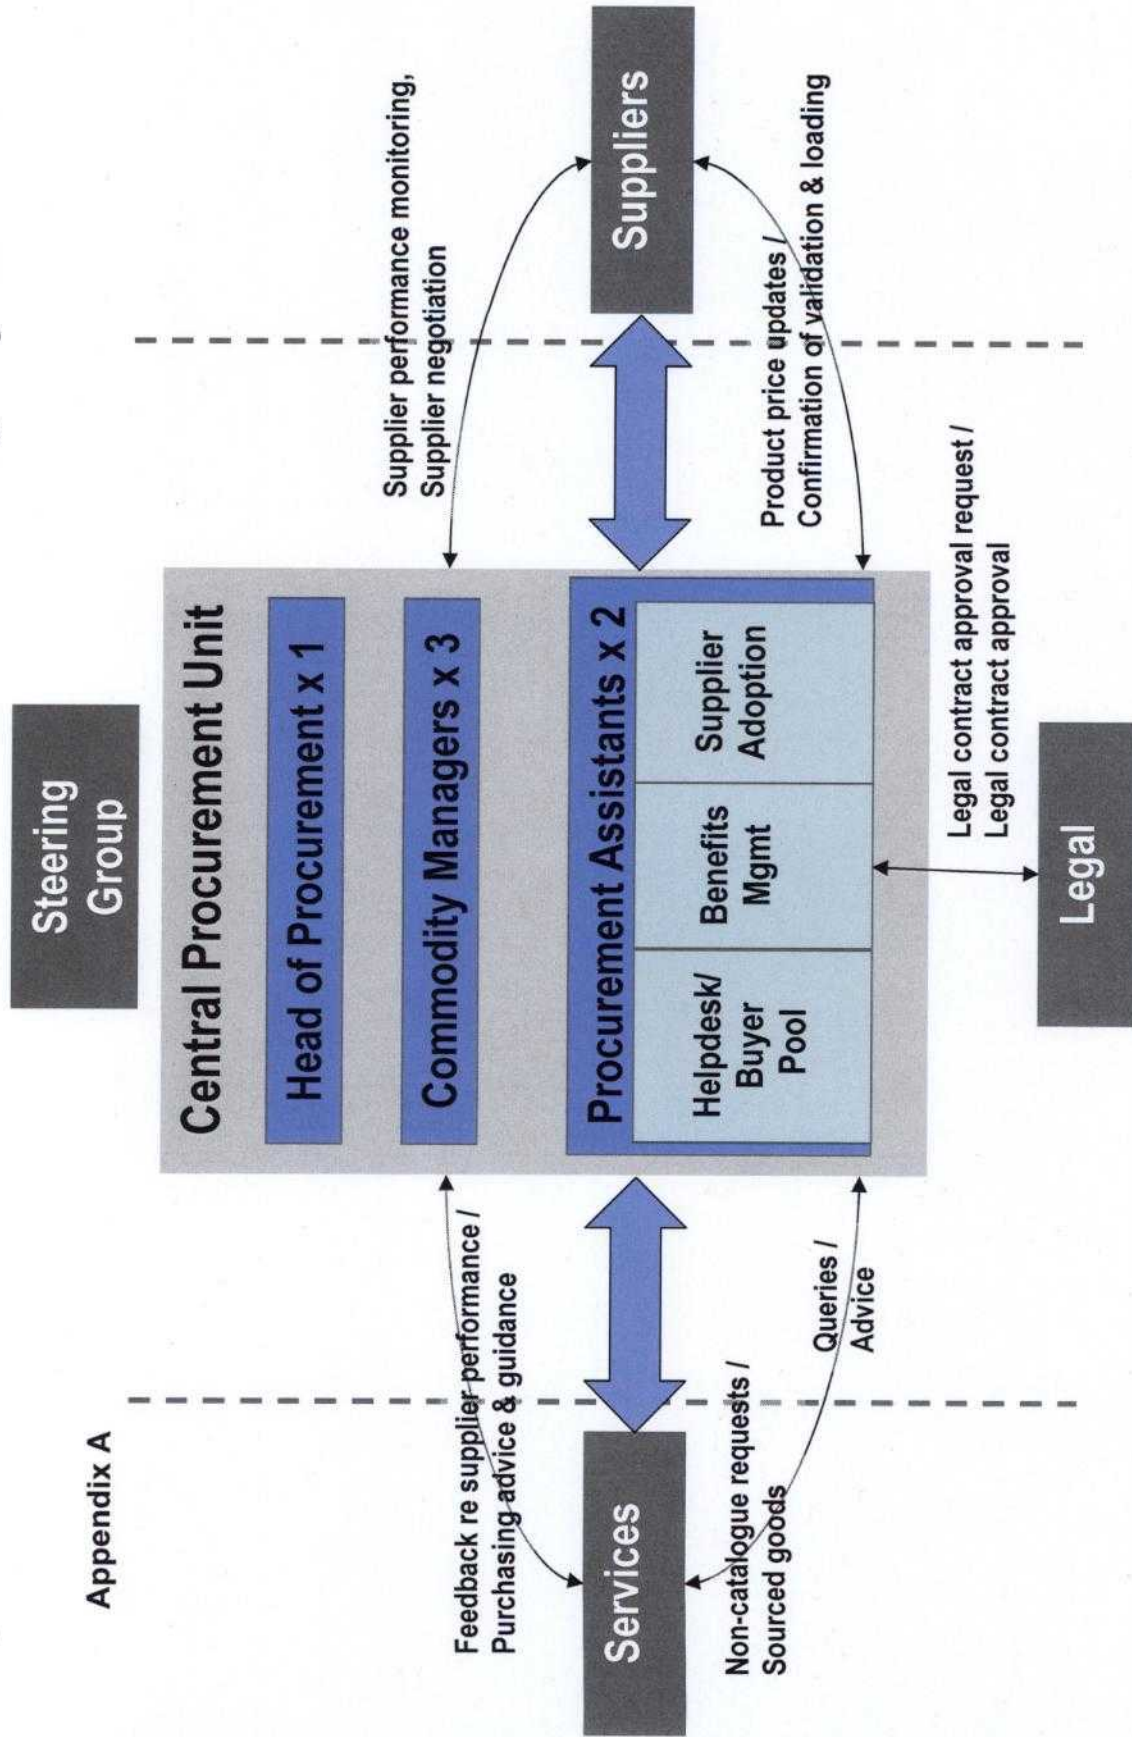 Appendix A
Steering
Group
Central Procurement Unit
Head of Procurement x 1
Commodity Managers x 3
Procurement Assistants x 2
Helpdesk/
Buyer
Pool
Benefits
Mgmt
Supplier
Adoption
Services
Suppliers
Legal
Feedback re supplier performance /
Purchasing advice & guidance
Non-catalogue requests /
Sourced goods
Queries /
Advice
Supplier performance monitoring,
Supplier negotiation
Product price updates /
Confirmation of validation & loading
Legal contract approval request /
Legal contract approval